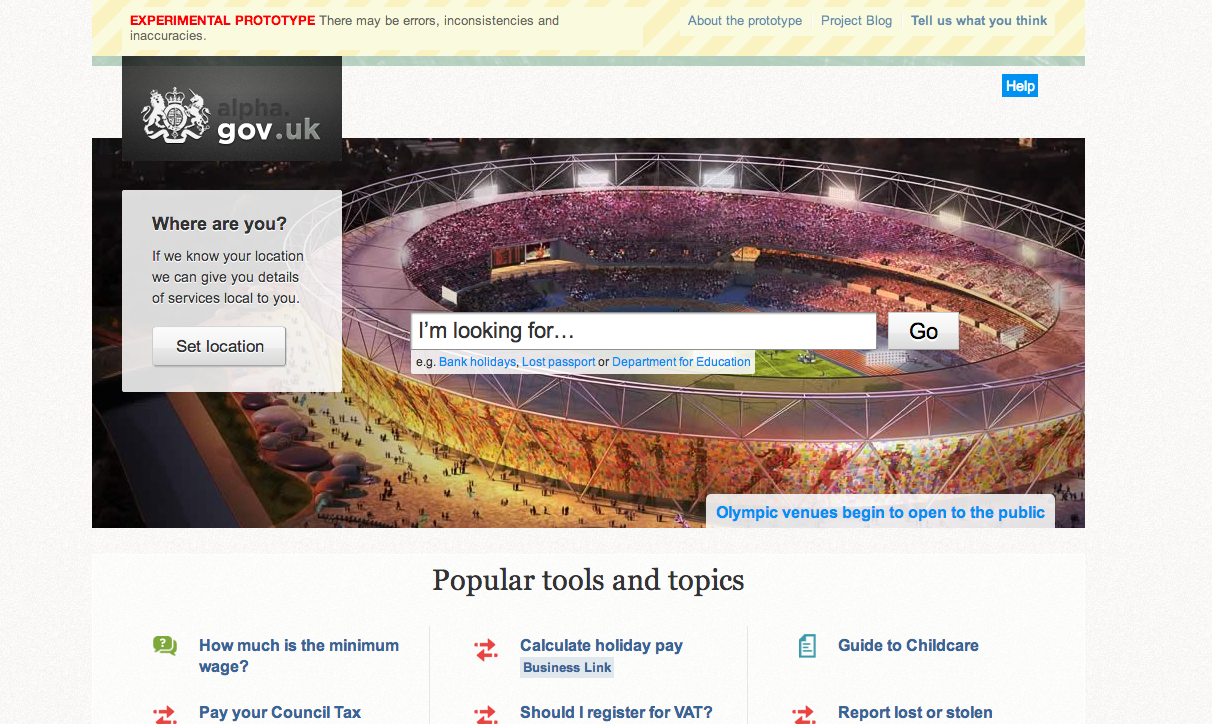 EXPERIMENTAL PROTOTYPE There may be errors, inconsistencies and
inaccuracies.
About the prototype
Project Blog
Tell us what you think
Help
alpha.
gov.uk
Where are you?
If we know your location
we can give you details
of services local to you.
Set location
I'm looking for…
Go
e.g. Bank holidays, Lost passport or Department for Education
Olympic venues begin to open to the public
Popular tools and topics
How much is the minimum
wage?
Calculate holiday pay
Business Link
Guide to Childcare
Pay your Council Tax
Should I register for VAT?
Report lost or stolen